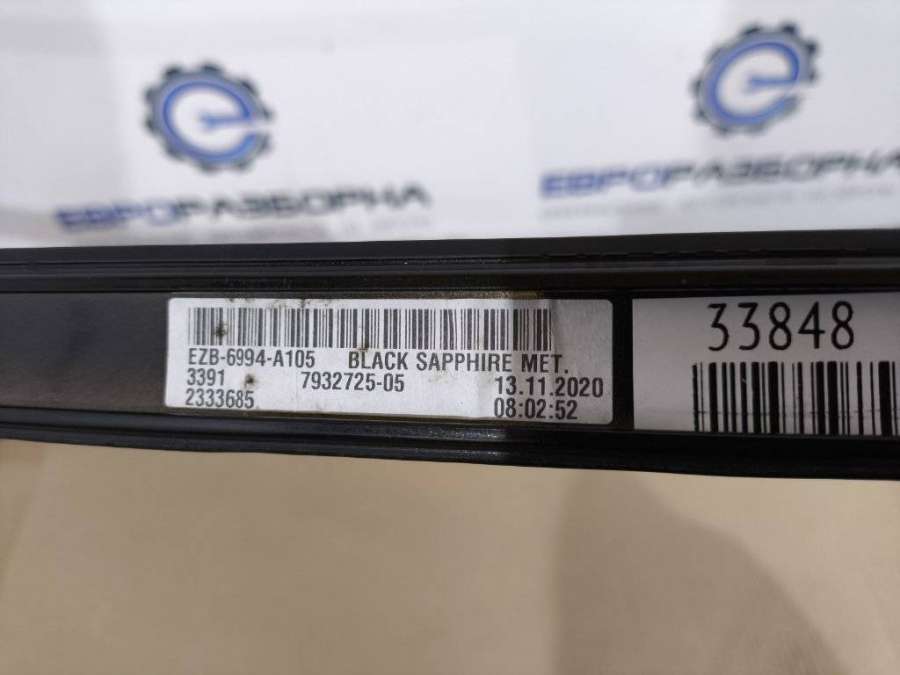 ЕВРОРАЗБОРКА
ЕВРОРАЗБОРКА
EZB-6994-A105 BLACK SAPPHIRE MET.
3391 7932725-05 13.11.2020
2333685 08:02:52
33848